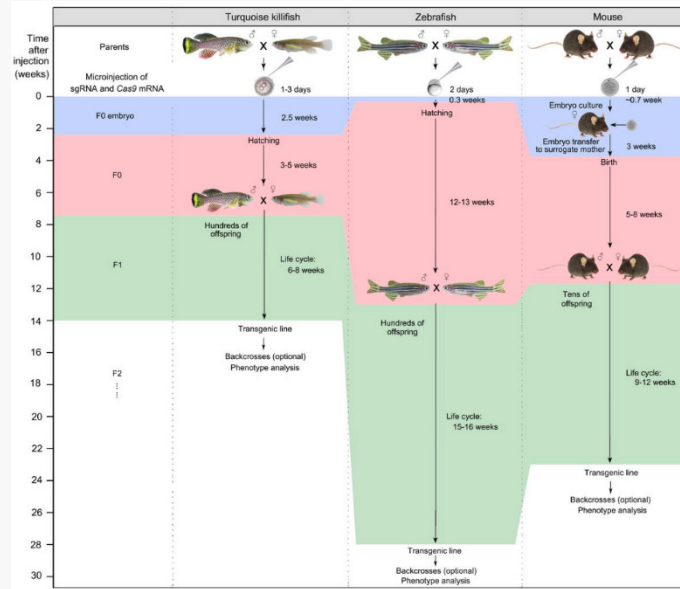 Turquoise killifish
Zebrafish
Mouse
Time
after
injection
(weeks)
Parents
♂ X ♀
♂ X ♀
♂ X ♀
Microinjection of
sgRNA and Cas9 mRNA
1-3 days
2 days
1 day
0
0.3 weeks
~0.7 week
F0 embryo
2.5 weeks
Hatching
Embryo culture
♀
Embryo transfer
to surrogate mother
3 weeks
2
Hatching
Birth
4
F0
3-5 weeks
6
♂ X ♀
12-13 weeks
5-8 weeks
8
Hundreds of
offspring
10
F1
Life cycle:
6-8 weeks
♂ X ♀
12
♂ X ♀
Tens of
offspring
14
Transgenic line
Hundreds of
offspring
16
Backcrosses (optional)
Phenotype analysis
F2
18
Life cycle:
9-12 weeks
20
Life cycle:
15-16 weeks
22
24
Transgenic line
Backcrosses (optional)
Phenotype analysis
26
28
Transgenic line
30
Backcrosses (optional)
Phenotype analysis